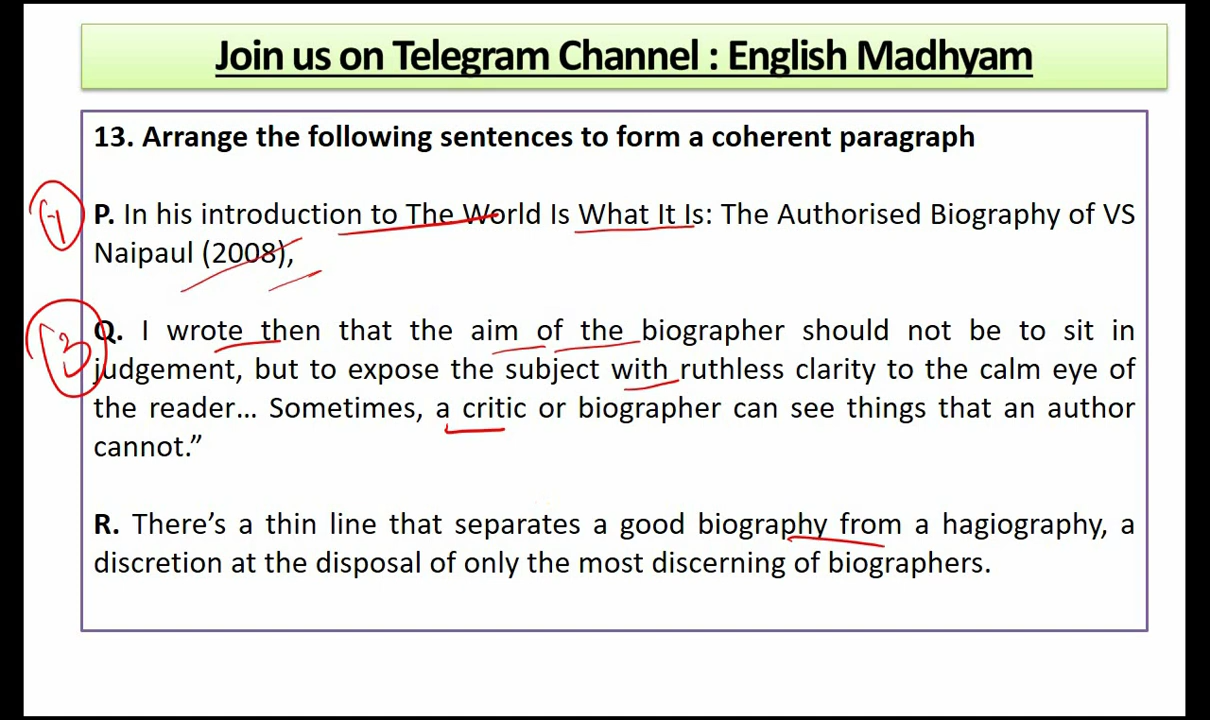 Join us on Telegram Channel : English Madhyam
13. Arrange the following sentences to form a coherent paragraph
1
P. In his introduction to The World Is What It Is: The Authorised Biography of VS
Naipaul (2008),
3
Q. I wrote then that the aim of the biographer should not be to sit in
judgement, but to expose the subject with ruthless clarity to the calm eye of
the reader... Sometimes, a critic or biographer can see things that an author
cannot.”
R. There’s a thin line that separates a good biography from a hagiography, a
discretion at the disposal of only the most discerning of biographers.